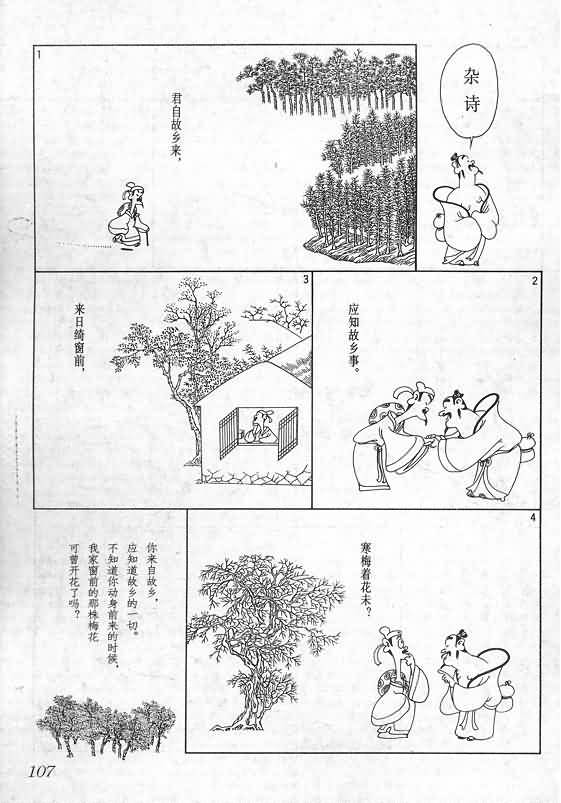 杂诗
1
君自故乡来，
2
应知故乡事。
3
来日绮窗前，
4
寒梅着花未？
你来自故乡，
应知道故乡的一切。
不知道你动身前来的时候，
我家窗前的那株梅花
可曾开花了吗？
107